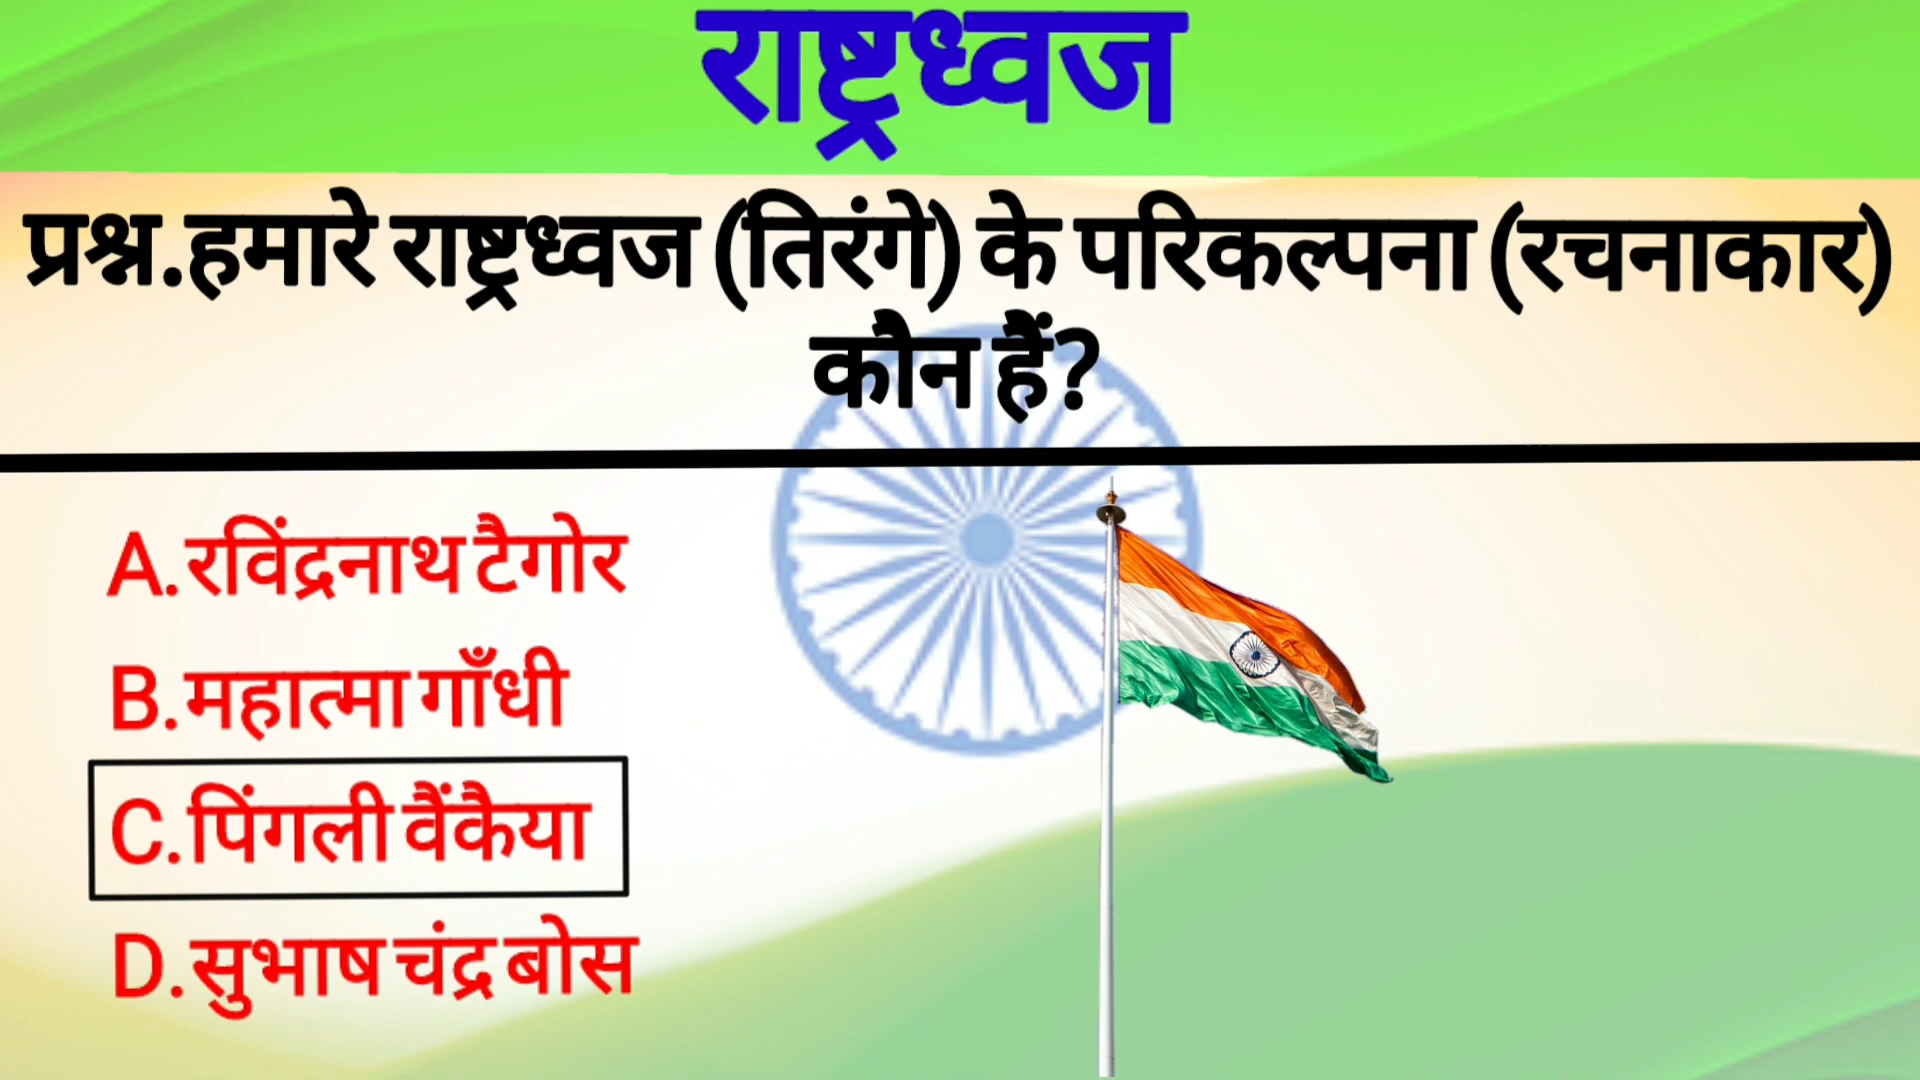 राष्ट्रध्वज
प्रश्न.हमारे राष्ट्रध्वज (तिरंगे) के परिकल्पना (रचनाकार)
कौन हैं?
A.रविंद्रनाथ टैगोर
B.महात्मा गाँधी
C.पिंगली वैंकैया
D.सुभाष चंद्र बोस